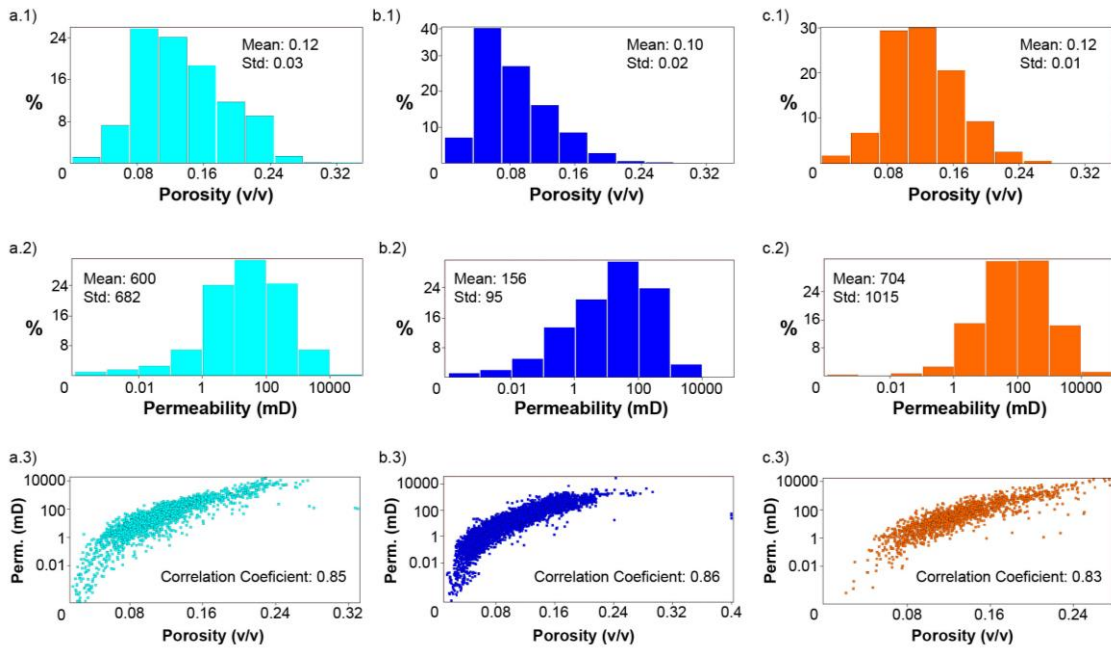 a.1)
24
16
8
%
Mean: 0.12
Std: 0.03
0
0.08
0.16
0.24
0.32
Porosity (v/v)
b.1)
40
30
20
10
%
Mean: 0.10
Std: 0.02
0
0.08
0.16
0.24
0.32
Porosity (v/v)
c.1)
30
20
10
%
Mean: 0.12
Std: 0.01
0
0.08
0.16
0.24
0.32
Porosity (v/v)
a.2)
24
16
8
%
Mean: 600
Std: 682
0
0.01
1
100
10000
Permeability (mD)
b.2)
24
16
8
%
Mean: 156
Std: 95
0
0.01
1
100
10000
Permeability (mD)
c.2)
24
16
8
%
Mean: 704
Std: 1015
0
0.01
1
100
10000
Permeability (mD)
a.3)
10000
100
1
0.01
Perm. (mD)
Correlation Coeficient: 0.85
0
0.08
0.16
0.24
0.32
Porosity (v/v)
b.3)
10000
100
1
0.01
Perm. (mD)
Correlation Coeficient: 0.86
0
0.08
0.16
0.24
0.32
0.4
Porosity (v/v)
c.3)
10000
100
1
0.01
Perm. (mD)
Correlation Coeficient: 0.83
0
0.08
0.16
0.24
Porosity (v/v)